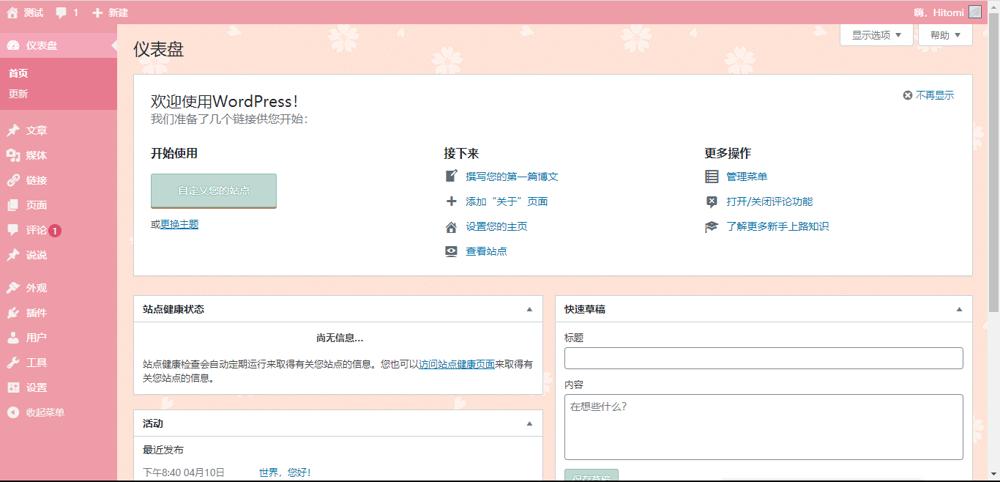 测试 1 新建 嗨，Hitomi
仪表盘
首页
更新
文章
媒体
链接
页面
评论 1
说说
外观
插件
用户
工具
设置
收起菜单
仪表盘
显示选项 帮助
欢迎使用WordPress！
不再显示
我们准备了几个链接供您开始：
开始使用
自定义您的站点
或更换主题
接下来
撰写您的第一篇博文
添加“关于”页面
设置您的主页
查看站点
更多操作
管理菜单
打开/关闭评论功能
了解更多新手上路知识
站点健康状态
尚无信息…
站点健康检查会自动定期运行来取得有关您站点的信息。您也可以访问站点健康页面来取得有
关您站点的信息。
活动
最近发布
下午8:40 04月10日 世界，您好！
快速草稿
标题
内容
在想些什么？